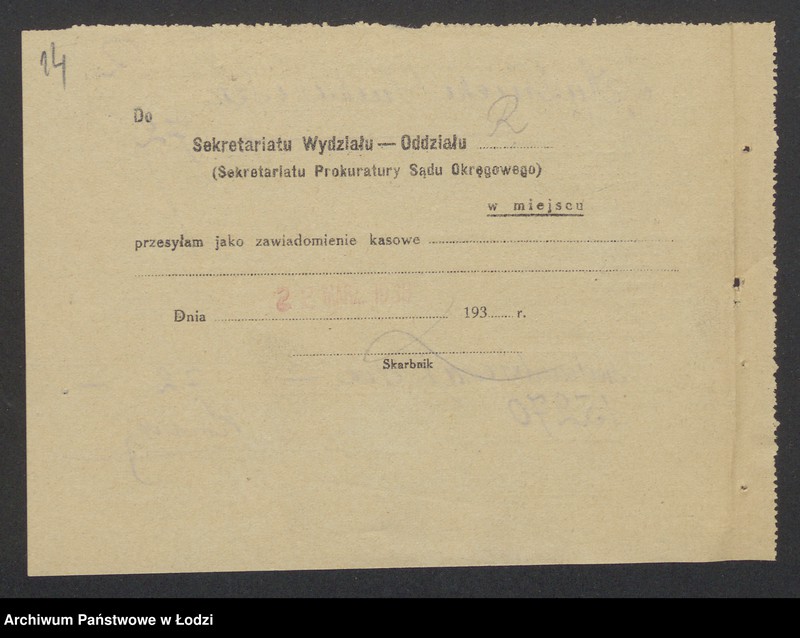 14
Do
Sekretariatu Wydziału — Oddziału R
(Sekretariatu Prokuratury Sądu Okręgowego)
w miejscu
przesyłam jako zawiadomienie kasowe
Dnia 193 r.
Skarbnik
Archiwum Państwowe w Łodzi